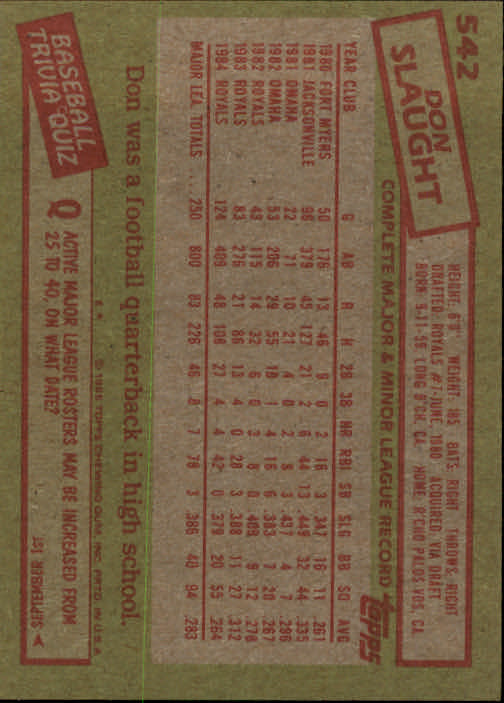 542
DON
SLAUGHT
HEIGHT: 6'0" WEIGHT: 185 BATS: RIGHT THROWS: RIGHT
DRAFTED: ROYALS #7-JUNE, 1980 ACQUIRED: VIA DRAFT
BORN: 9-11-58 LONG B'CH, CA. HOME: R'CHO PALOS VDS, CA.
COMPLETE MAJOR & MINOR LEAGUE RECORD
topps
YEAR CLUB G AB R H 2B 3B HR RBI SB SLG BB SO AVG
1980 FORT MYERS 50 176 13 46 9 0 2 16 3 .347 16 11 .261
1981 JACKSONVILLE 96 379 45 127 21 2 6 44 13 .449 32 44 .335
1981 OMAHA 22 71 10 21 4 0 2 8 3 .437 4 7 .296
1982 OMAHA 53 206 29 55 10 1 4 16 6 .383 7 20 .267
1982 ROYALS 43 115 14 32 6 0 3 8 0 .409 9 12 .278
1983 ROYALS 83 276 21 86 13 4 0 28 3 .388 11 27 .312
1984 ROYALS 124 409 48 108 27 4 4 42 0 .379 20 55 .264
MAJOR LEA. TOTALS . . . 250 800 83 226 46 8 7 78 3 .386 40 94 .283
Don was a football quarterback in high school.
© 1985 TOPPS CHEWING GUM, INC. PRTD. IN U.S.A.
BASEBALL
TRIVIA QUIZ
Q ACTIVE MAJOR LEAGUE ROSTERS MAY BE INCREASED FROM
25 TO 40, ON WHAT DATE?
SEPTEMBER 1st
A